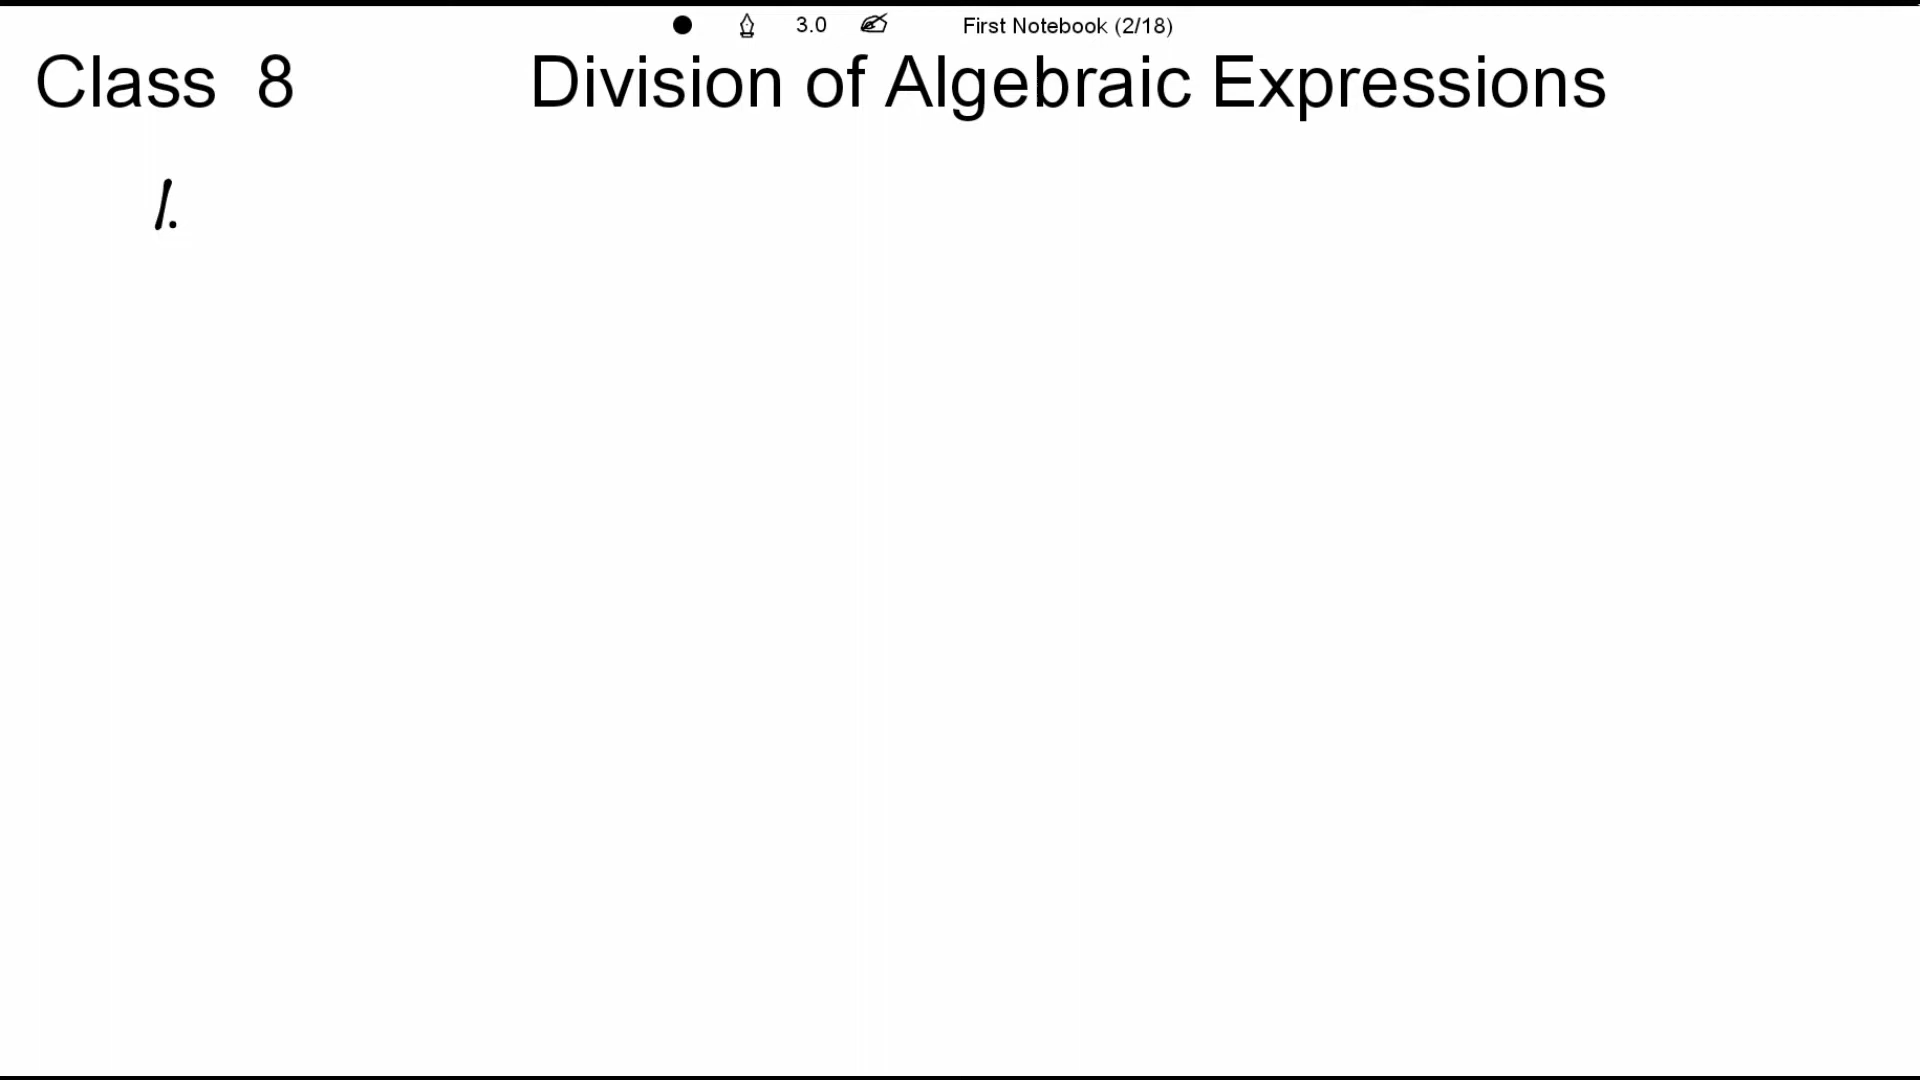 3.0 First Notebook (2/18)
Class 8 Division of Algebraic Expressions
1.